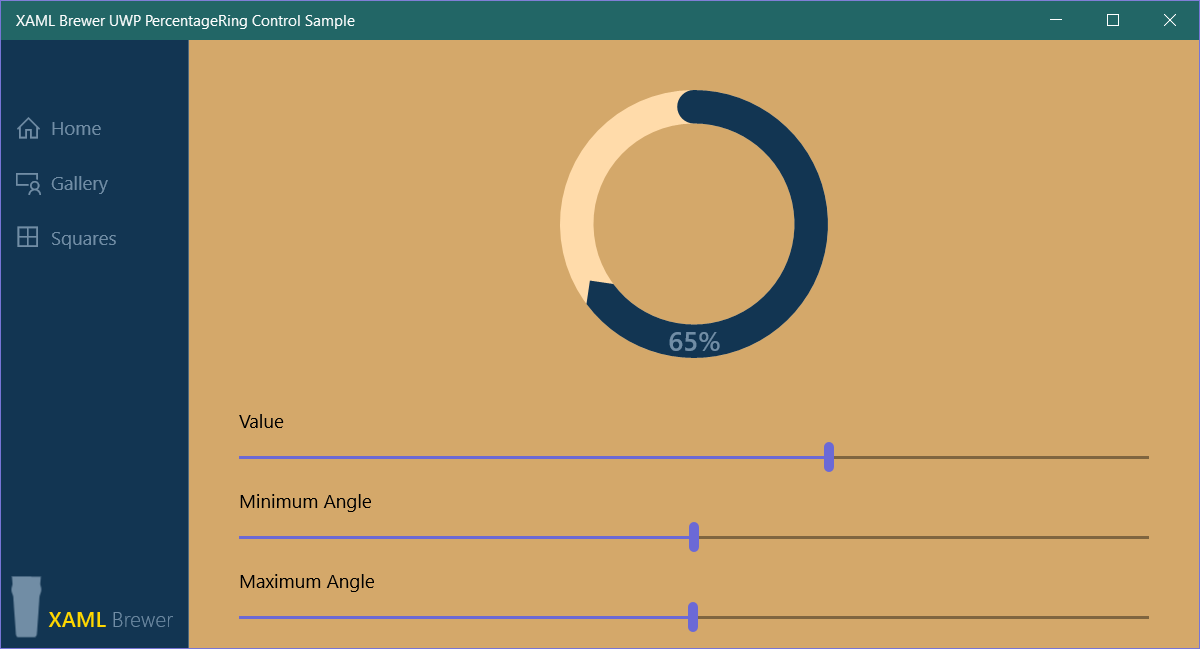 XAML Brewer UWP PercentageRing Control Sample
Home
Gallery
Squares
65%
Value
Minimum Angle
Maximum Angle
XAML Brewer